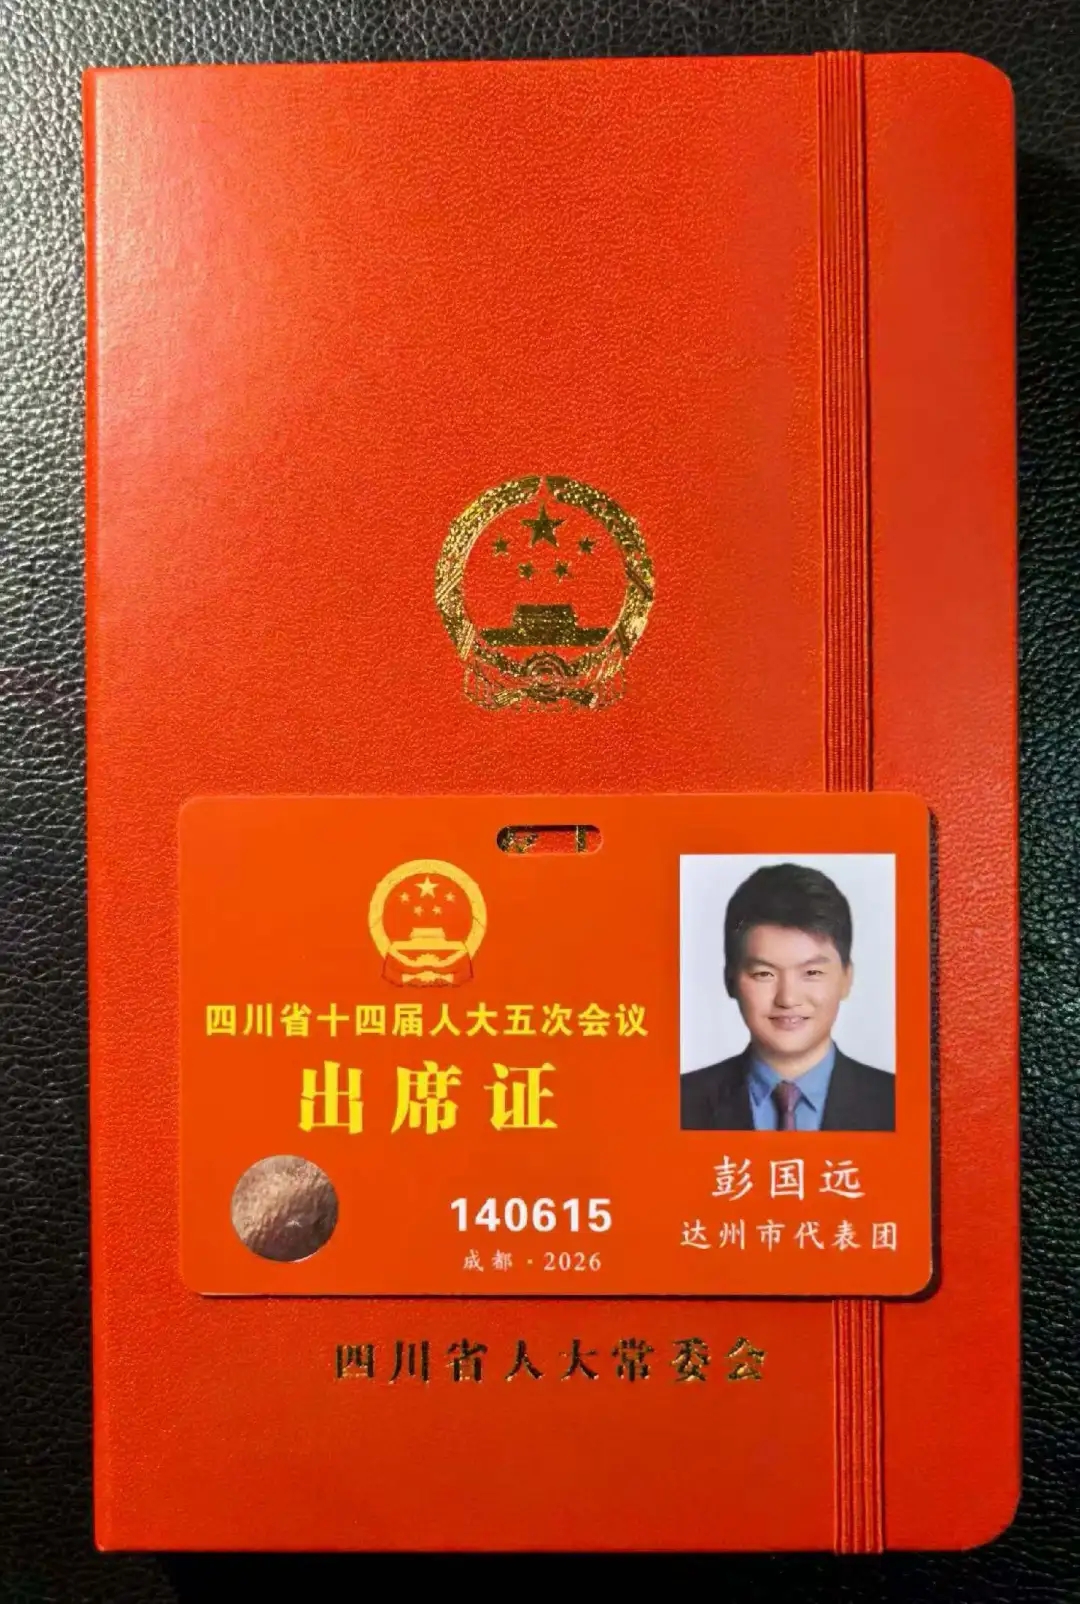 四川省十四届人大五次会议
出席证
140615
成都·2026
彭国远
达州市代表团
四川省人大常委会